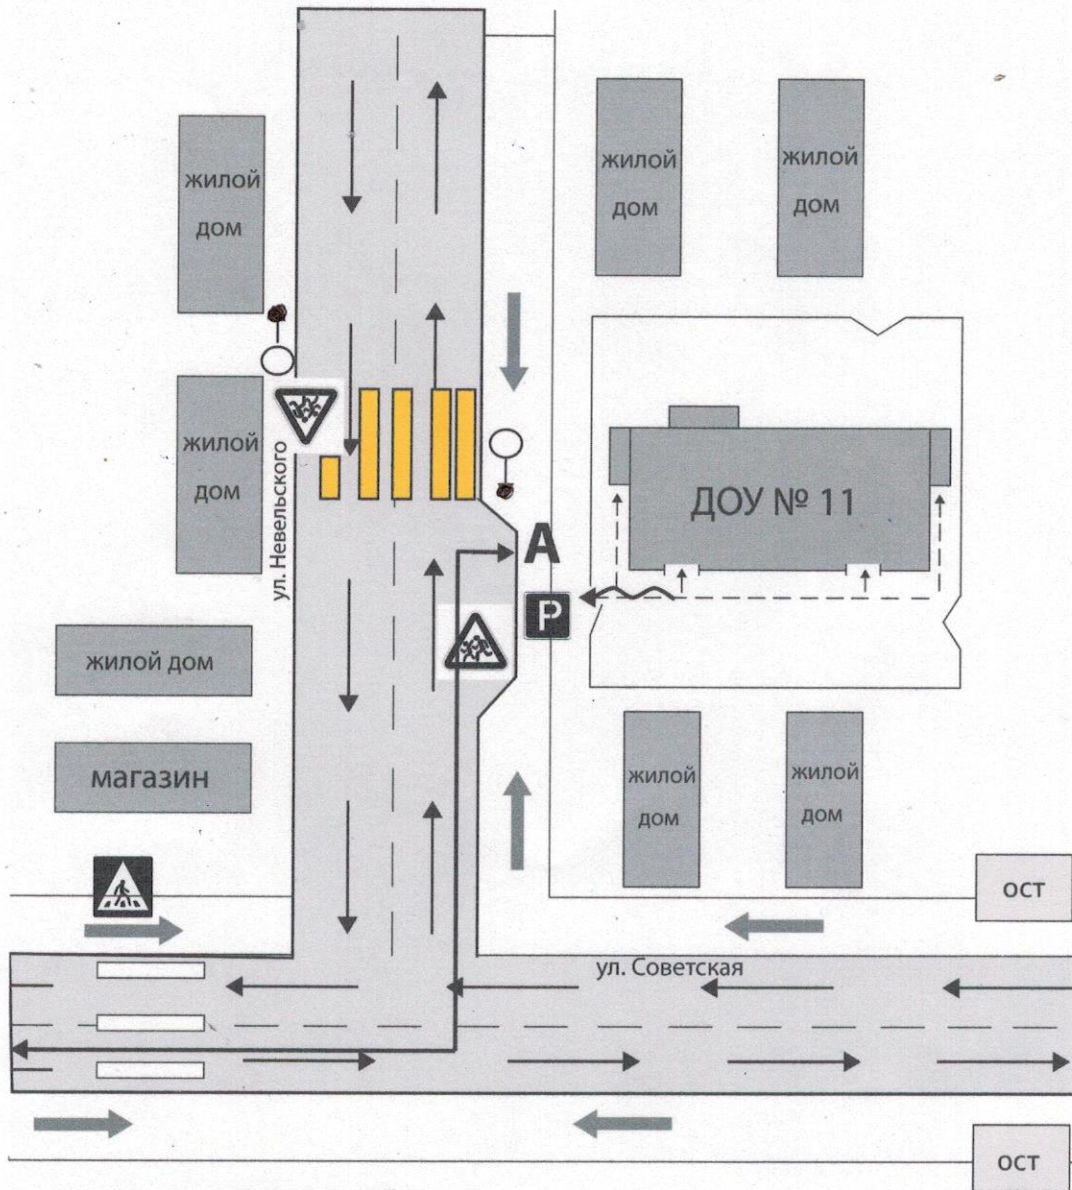 жилой
дом
жилой
дом
жилой
дом
жилой
дом
ул. Невельского
ДОУ № 11
А
P
жилой дом
магазин
жилой
дом
жилой
дом
ост
ул. Советская
ост